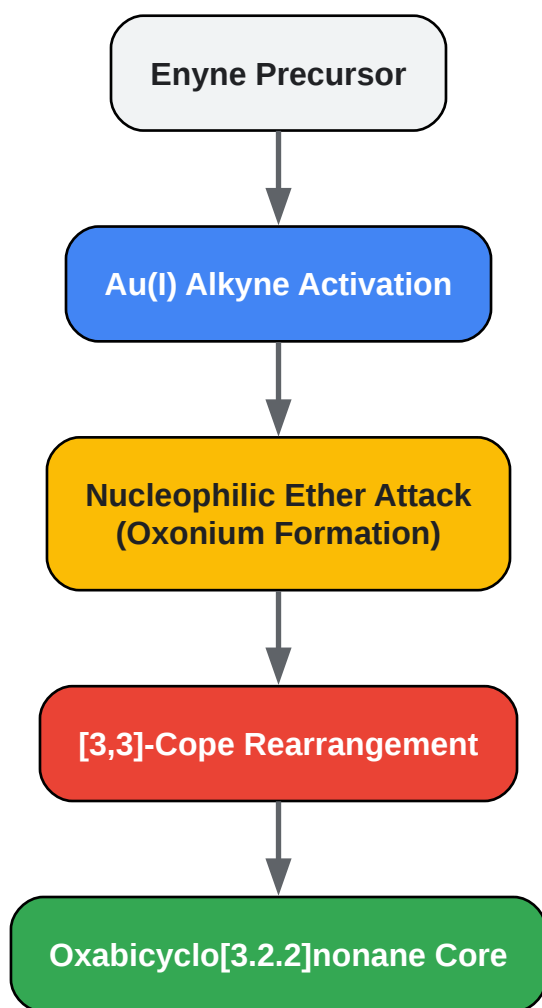 Enyne Precursor
Au(I) Alkyne Activation
Nucleophilic Ether Attack
(Oxonium Formation)
[3,3]-Cope Rearrangement
Oxabicyclo[3.2.2]nonane Core